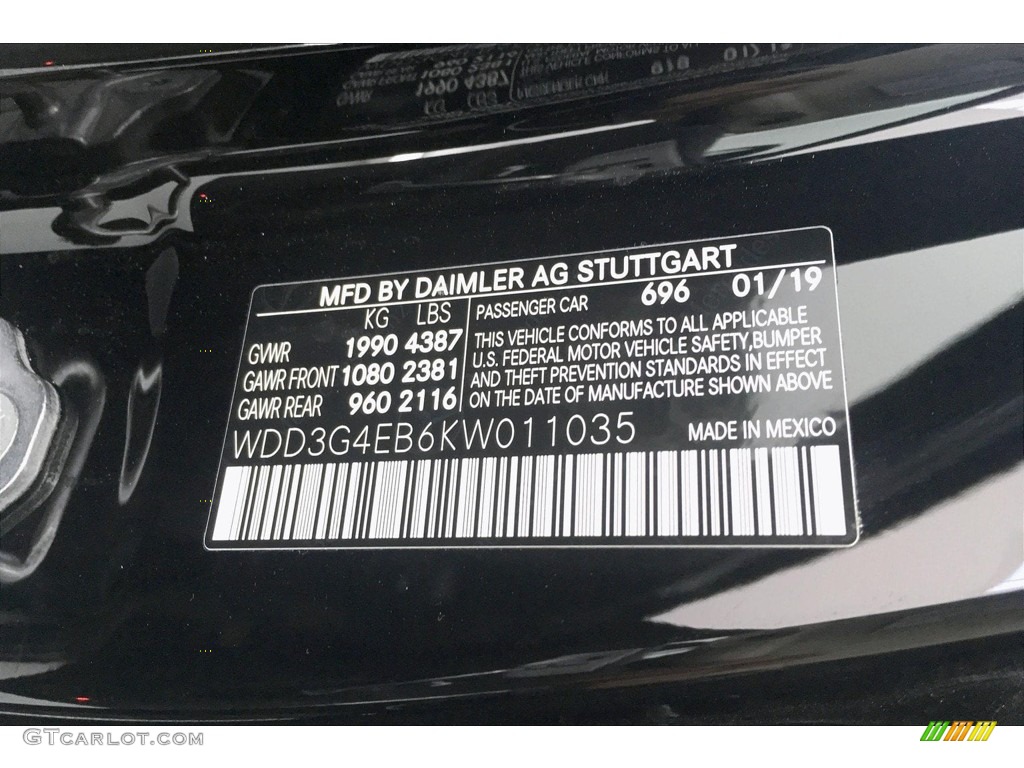 MFD BY DAIMLER AG STUTTGART
KG LBS
GVWR 1990 4387
GAWR FRONT 1080 2381
GAWR REAR 960 2116
PASSENGER CAR 696 01/19
THIS VEHICLE CONFORMS TO ALL APPLICABLE
U.S. FEDERAL MOTOR VEHICLE SAFETY,BUMPER
AND THEFT PREVENTION STANDARDS IN EFFECT
ON THE DATE OF MANUFACTURE SHOWN ABOVE
WDD3G4EB6KW011035 MADE IN MEXICO
GTCARLOT.COM